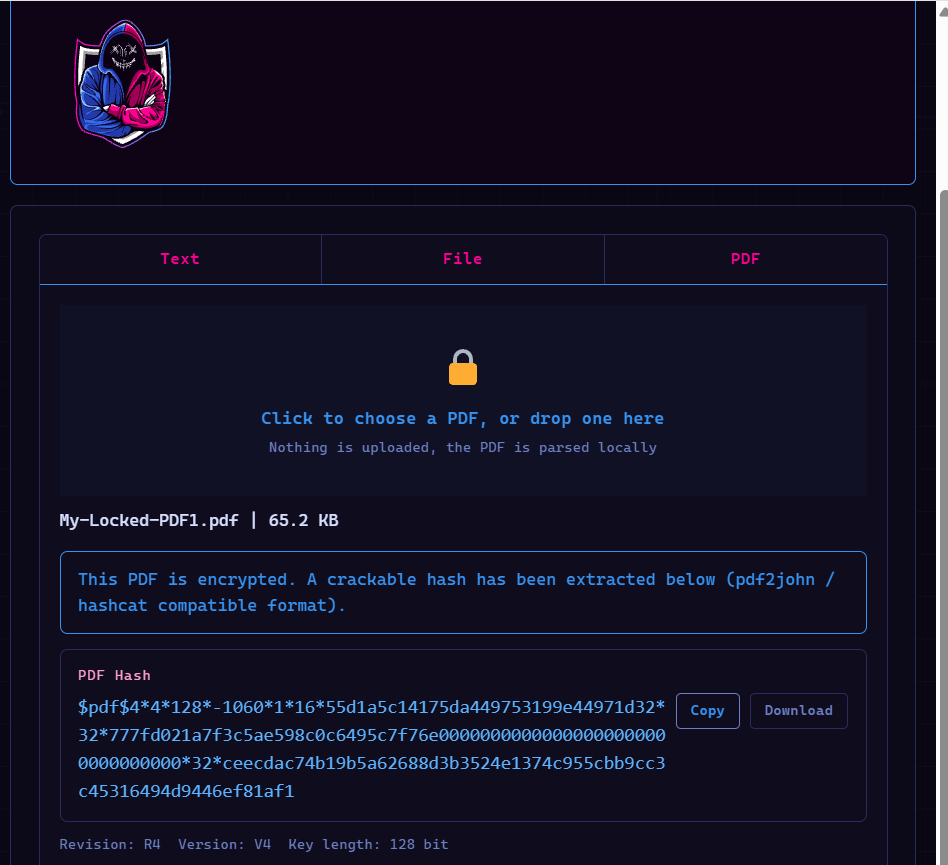 Text
File
PDF
Click to choose a PDF, or drop one here
Nothing is uploaded, the PDF is parsed locally
My-Locked-PDF1.pdf | 65.2 KB
This PDF is encrypted. A crackable hash has been extracted below (pdf2john /
hashcat compatible format).
PDF Hash
$pdf$4*4*128*-1060*1*16*55d1a5c14175da449753199e44971d32*
32*777fd021a7f3c5ae598c0c6495c7f76e0000000000000000000000
0000000000*32*ceecdac74b19b5a62688d3b3524e1374c955cbb9cc3
c45316494d9446ef81af1
Copy
Download
Revision: R4 Version: V4 Key length: 128 bit